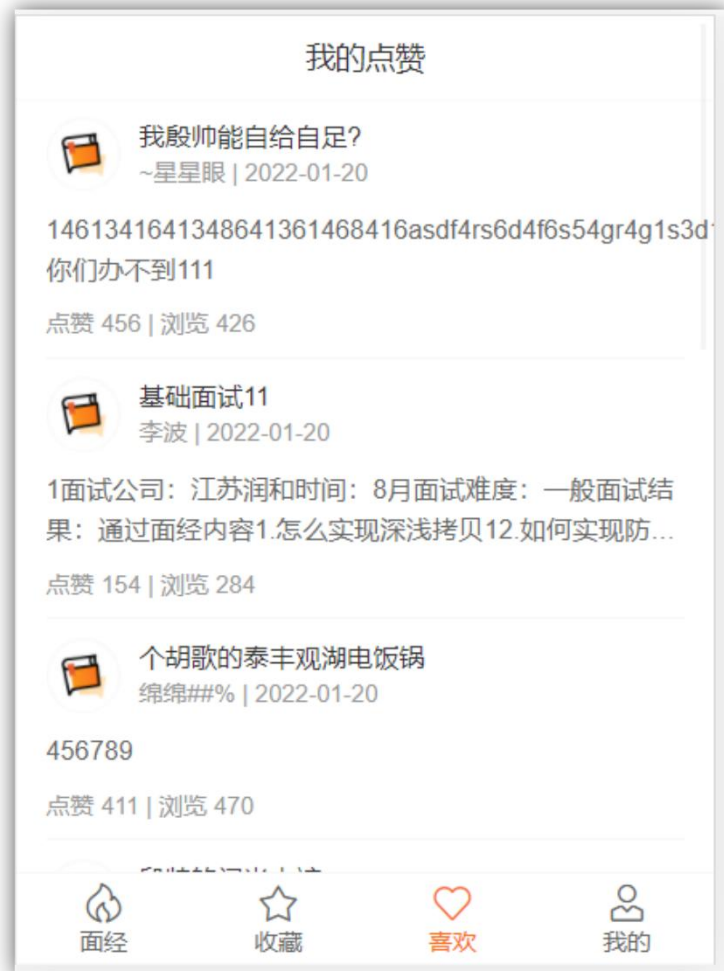 我的点赞
我殷帅能自给自足?
~星星眼 | 2022-01-20
1461341641348641361468416asdf4rs6d4f6s54gr4g1s3d1
你们办不到111
点赞 456 | 浏览 426
基础面试11
李波 | 2022-01-20
1面试公司：江苏润和时间：8月面试难度：一般面试结
果：通过面经内容1.怎么实现深浅拷贝12.如何实现防…
点赞 154 | 浏览 284
个胡歌的泰丰观湖电饭锅
绵绵##% | 2022-01-20
456789
点赞 411 | 浏览 470
面经
收藏
喜欢
我的